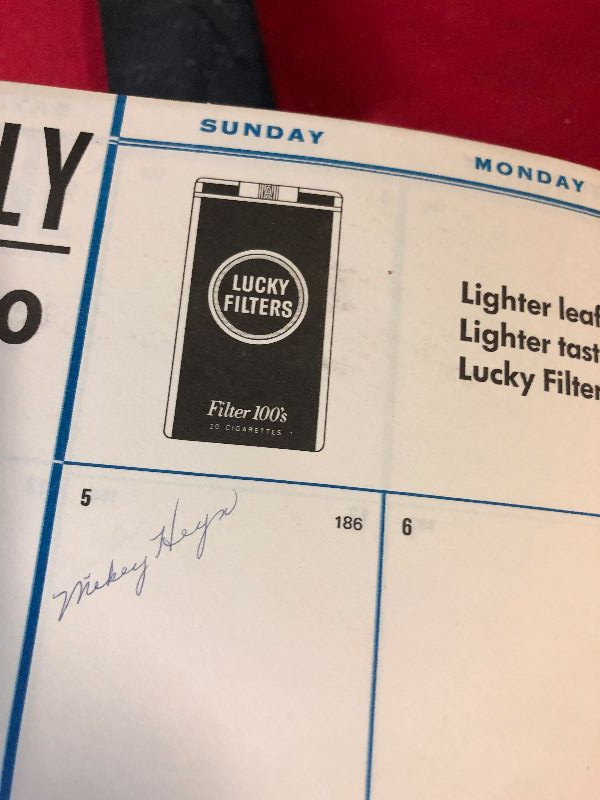 LY
O
SUNDAY
MONDAY
LUCKY
FILTERS
Filter 100's
20 CIGARETTES
Lighter leaf
Lighter tast
Lucky Filter
5
186
6
Mickey Heys